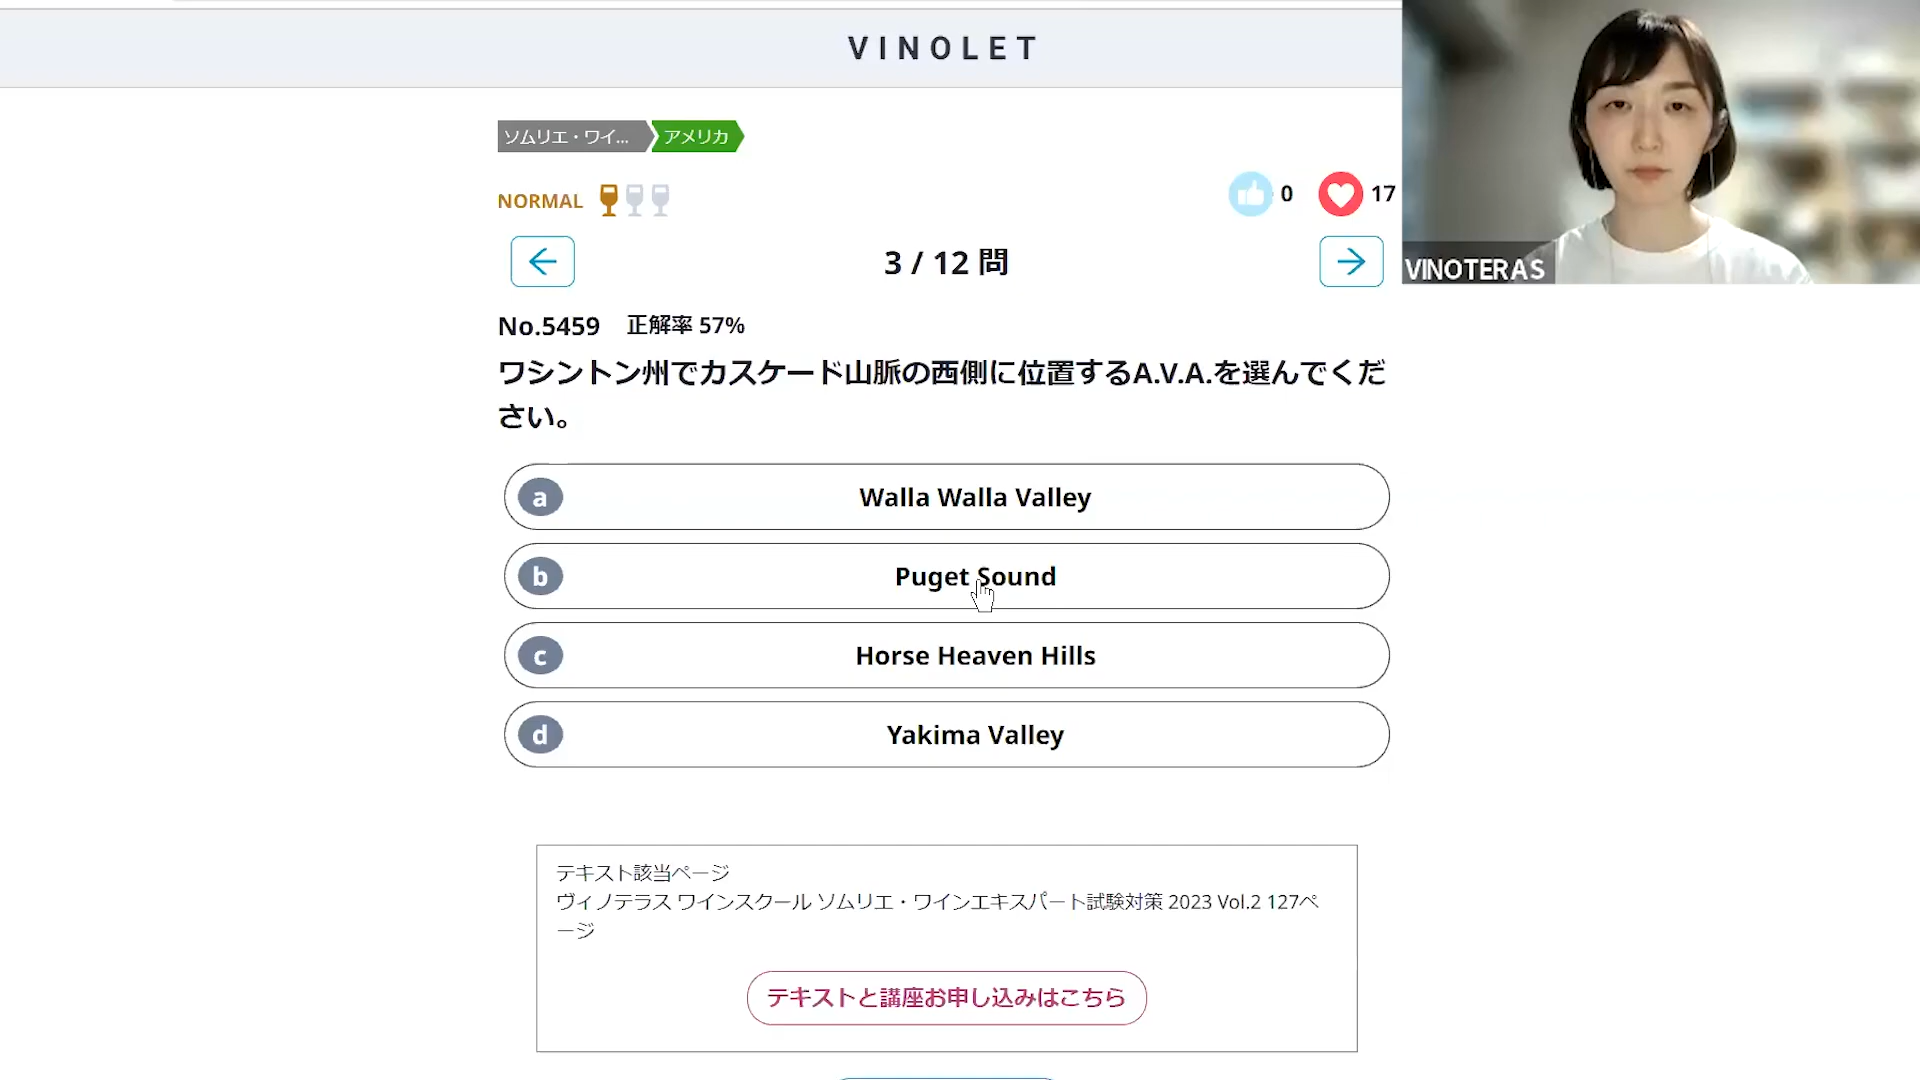 VINOLET
ソムリエ・ワイ...
アメリカ
NORMAL
0
17
3 / 12 問
VINOTERAS
No.5459 正解率 57%
ワシントン州でカスケード山脈の西側に位置するA.V.A.を選んでくだ
さい。
a Walla Walla Valley
b Puget Sound
c Horse Heaven Hills
d Yakima Valley
テキスト該当ページ
ヴィノテラス ワインスクール ソムリエ・ワインエキスパート試験対策 2023 Vol.2 127ペ
ージ
テキストと講座お申し込みはこちら